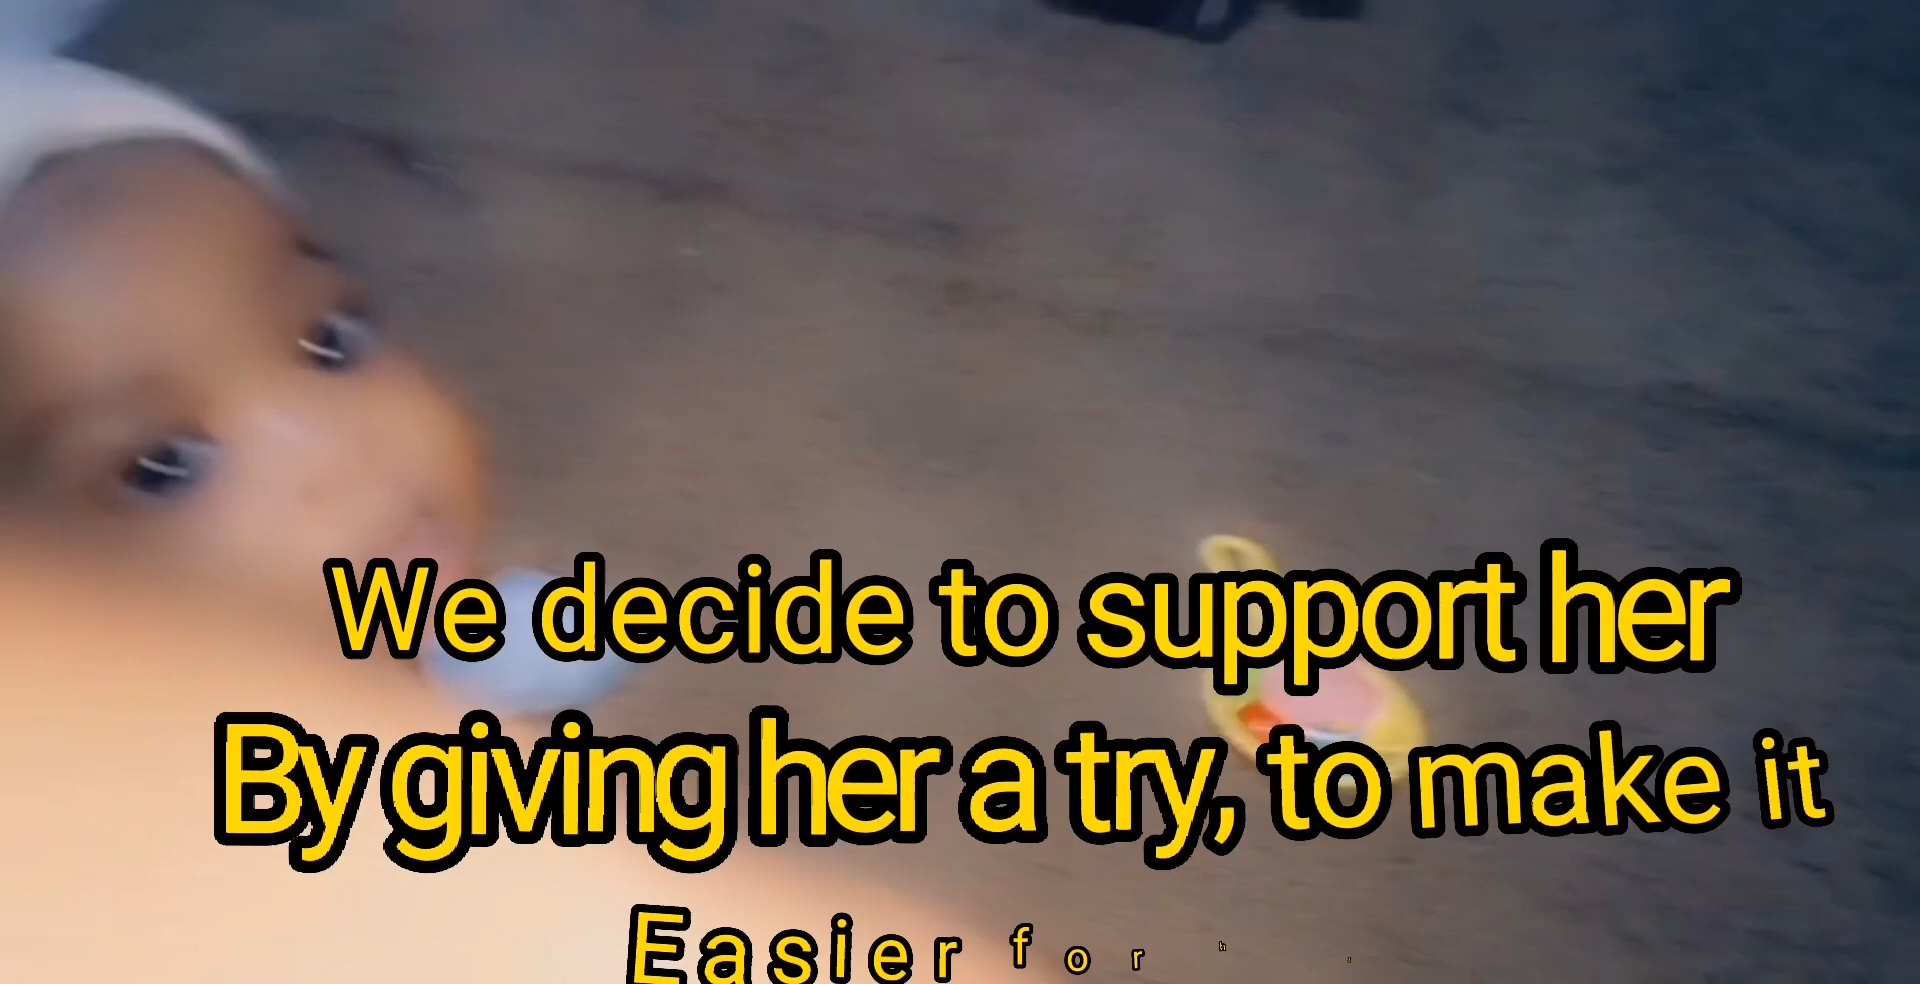 We decide to support her
By giving her a try, to make it
Easier for